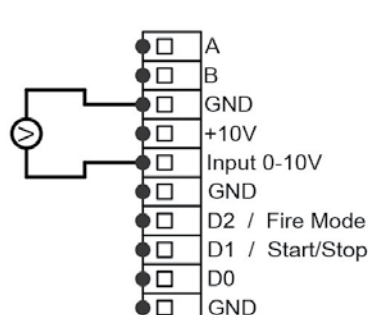 A
B
GND
+10V
V
Input 0-10V
GND
D2 / Fire Mode
D1 / Start/Stop
D0
GND